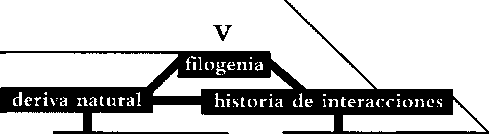 V
filogenia
deriva natural
historia de interacciones